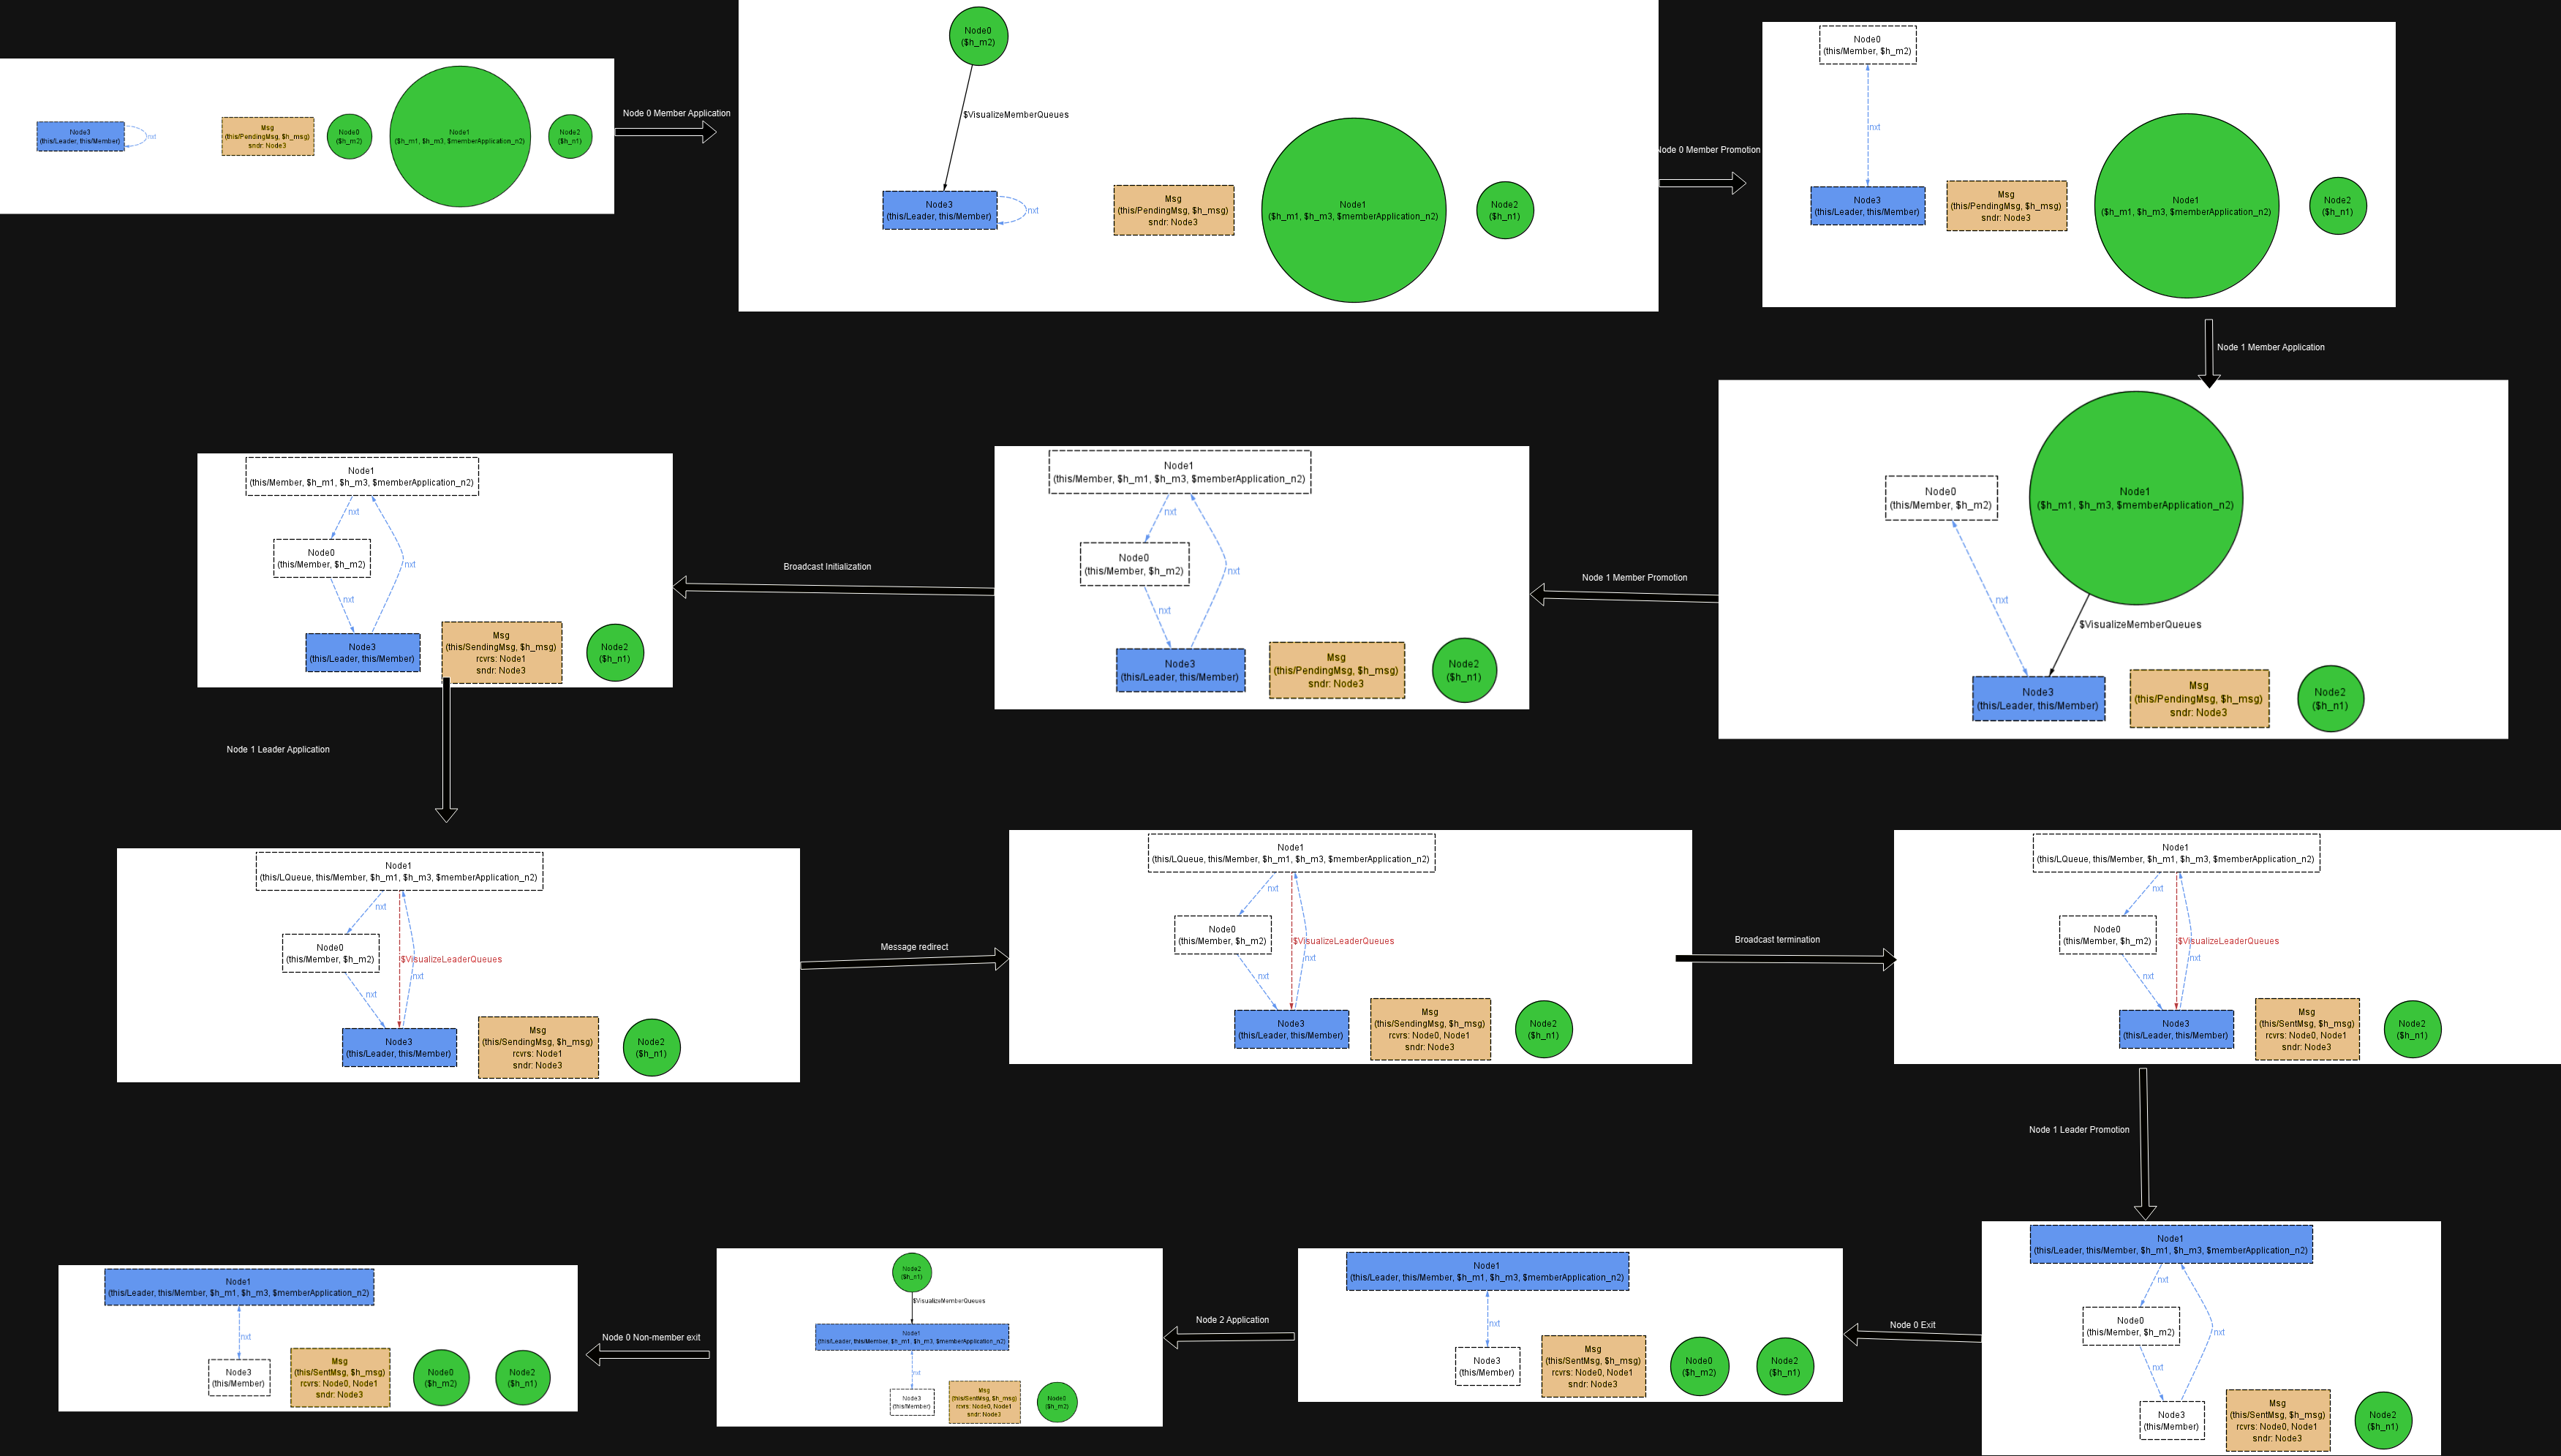 Node3
(this/Leader, this/Member)
nxt
Msg
(this/PendingMsg, $h_msg)
sndr: Node3
Node0
($h_m2)
Node1
($h_m1, $h_m3, $memberApplication_n2)
Node2
($h_n1)
Node 0 Member Application
Node0
($h_m2)
$VisualizeMemberQueues
Node3
(this/Leader, this/Member)
nxt
Msg
(this/PendingMsg, $h_msg)
sndr: Node3
Node1
($h_m1, $h_m3, $memberApplication_n2)
Node2
($h_n1)
Node 0 Member Promotion
Node0
(this/Member, $h_m2)
nxt
Node3
(this/Leader, this/Member)
Msg
(this/PendingMsg, $h_msg)
sndr: Node3
Node1
($h_m1, $h_m3, $memberApplication_n2)
Node2
($h_n1)
Node 1 Member Application
Node0
(this/Member, $h_m2)
Node1
($h_m1, $h_m3, $memberApplication_n2)
nxt
$VisualizeMemberQueues
Node3
(this/Leader, this/Member)
Msg
(this/PendingMsg, $h_msg)
sndr: Node3
Node2
($h_n1)
Node 1 Member Promotion
Node1
(this/Member, $h_m1, $h_m3, $memberApplication_n2)
nxt
Node0
(this/Member, $h_m2)
nxt
nxt
Node3
(this/Leader, this/Member)
Msg
(this/PendingMsg, $h_msg)
sndr: Node3
Node2
($h_n1)
Broadcast Initialization
Node1
(this/Member, $h_m1, $h_m3, $memberApplication_n2)
nxt
Node0
(this/Member, $h_m2)
nxt
nxt
Node3
(this/Leader, this/Member)
Msg
(this/SendingMsg, $h_msg)
rcvrs: Node1
sndr: Node3
Node2
($h_n1)
Node 1 Leader Application
Node1
(this/LQueue, this/Member, $h_m1, $h_m3, $memberApplication_n2)
nxt
Node0
(this/Member, $h_m2)
$VisualizeLeaderQueues
nxt
nxt
Node3
(this/Leader, this/Member)
Msg
(this/SendingMsg, $h_msg)
rcvrs: Node1
sndr: Node3
Node2
($h_n1)
Message redirect
Node1
(this/LQueue, this/Member, $h_m1, $h_m3, $memberApplication_n2)
nxt
Node0
(this/Member, $h_m2)
$VisualizeLeaderQueues
nxt
nxt
Node3
(this/Leader, this/Member)
Msg
(this/SendingMsg, $h_msg)
rcvrs: Node0, Node1
sndr: Node3
Node2
($h_n1)
Broadcast termination
Node1
(this/LQueue, this/Member, $h_m1, $h_m3, $memberApplication_n2)
nxt
Node0
(this/Member, $h_m2)
$VisualizeLeaderQueues
nxt
nxt
Node3
(this/Leader, this/Member)
Msg
(this/SentMsg, $h_msg)
rcvrs: Node0, Node1
sndr: Node3
Node2
($h_n1)
Node 1 Leader Promotion
Node1
(this/Leader, this/Member, $h_m1, $h_m3, $memberApplication_n2)
nxt
Node0
(this/Member, $h_m2)
nxt
nxt
Node3
(this/Member)
Msg
(this/SentMsg, $h_msg)
rcvrs: Node0, Node1
sndr: Node3
Node2
($h_n1)
Node 0 Exit
Node1
(this/Leader, this/Member, $h_m1, $h_m3, $memberApplication_n2)
nxt
Node3
(this/Member)
Msg
(this/SentMsg, $h_msg)
rcvrs: Node0, Node1
sndr: Node3
Node0
($h_m2)
Node2
($h_n1)
Node 2 Application
Node2
($h_n1)
$VisualizeMemberQueues
Node1
(this/Leader, this/Member, $h_m1, $h_m3, $memberApplication_n2)
nxt
Node3
(this/Member)
Msg
(this/SentMsg, $h_msg)
rcvrs: Node0, Node1
sndr: Node3
Node0
($h_m2)
Node 0 Non-member exit
Node1
(this/Leader, this/Member, $h_m1, $h_m3, $memberApplication_n2)
nxt
Node3
(this/Member)
Msg
(this/SentMsg, $h_msg)
rcvrs: Node0, Node1
sndr: Node3
Node0
($h_m2)
Node2
($h_n1)